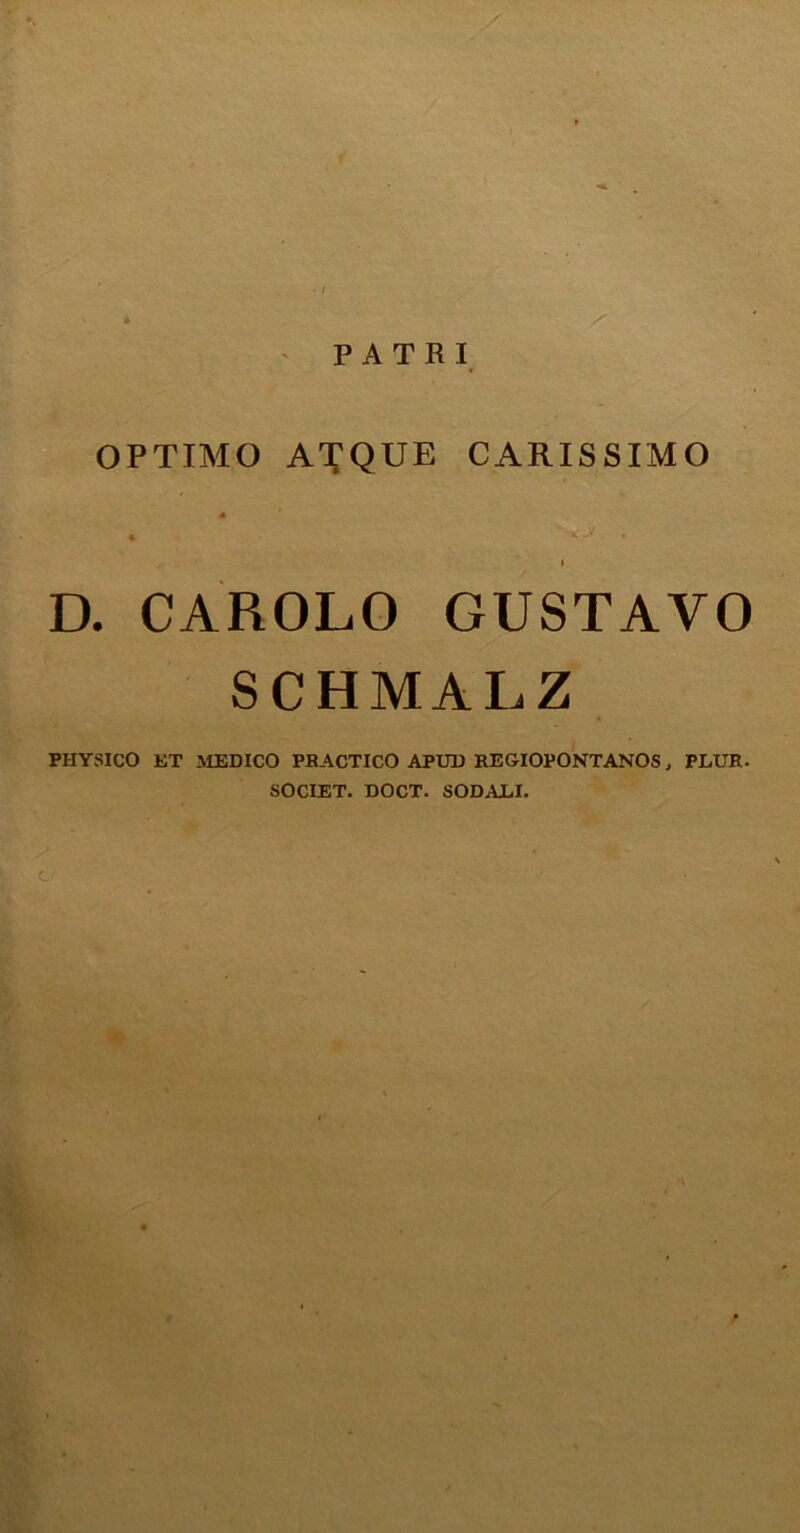 PATRI
OPTIMO ATQUE CARISSIMO
D. CAROLO GUSTAVO
SCHMALZ
PHYSICO ET MEDICO PRACTICO APUD REGIOPONTANOS, PLUR.
SOCIET. DOCT. SODALI.